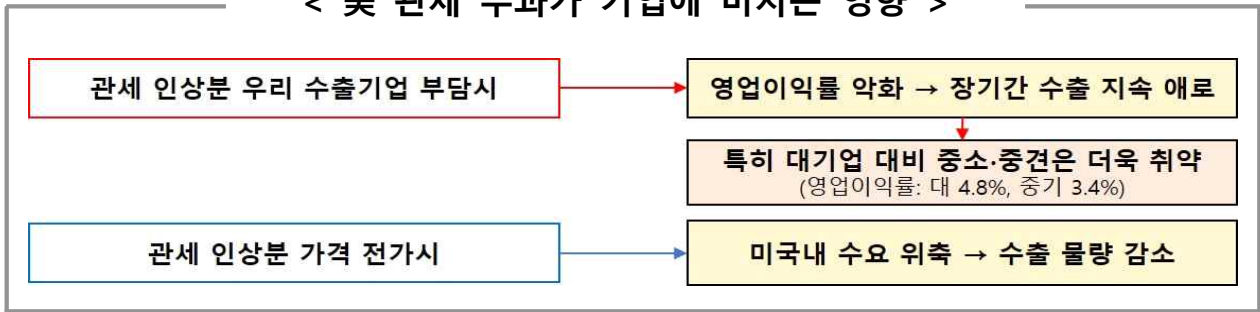 관세 인상분 우리 수출기업 부담시
영업이익률 악화 → 장기간 수출 지속 애로
특히 대기업 대비 중소·중견은 더욱 취약
(영업이익률: 대 4.8%, 중기 3.4%)
관세 인상분 가격 전가시
미국내 수요 위축 → 수출 물량 감소